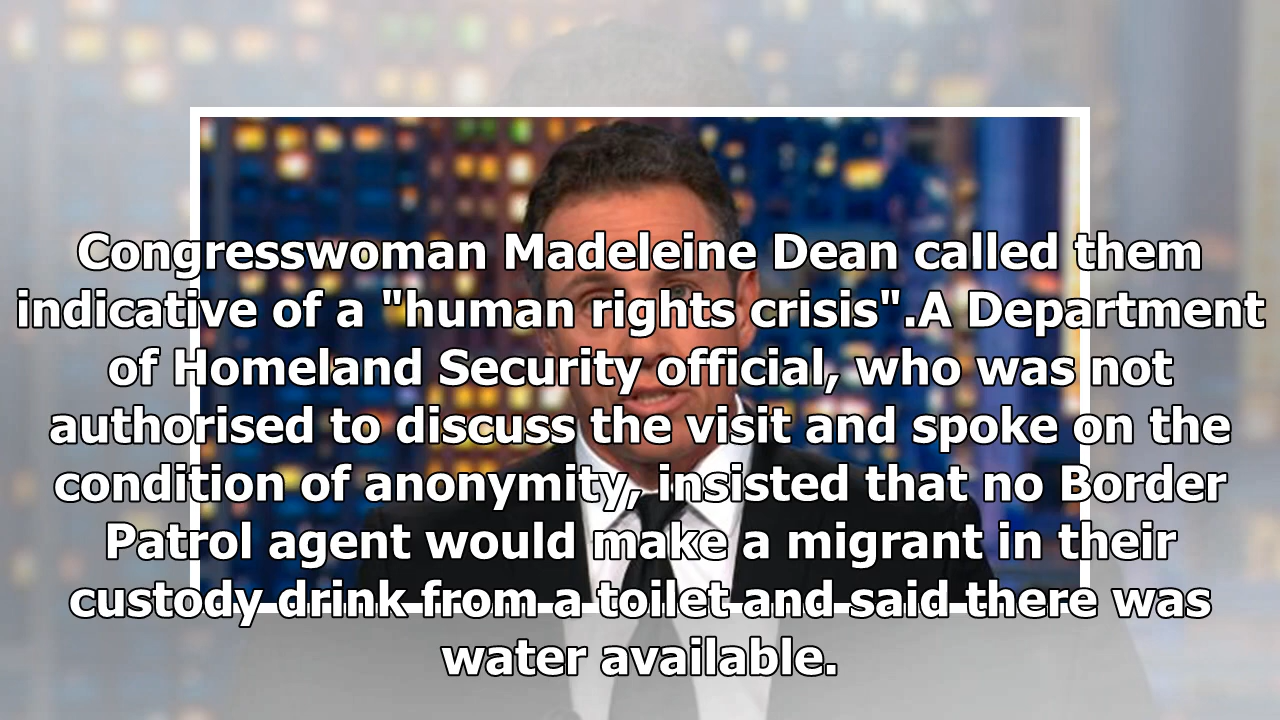 Congresswoman Madeleine Dean called them
indicative of a "human rights crisis".A Department
of Homeland Security official, who was not
authorised to discuss the visit and spoke on the
condition of anonymity, insisted that no Border
Patrol agent would make a migrant in their
custody drink from a toilet and said there was
water available.